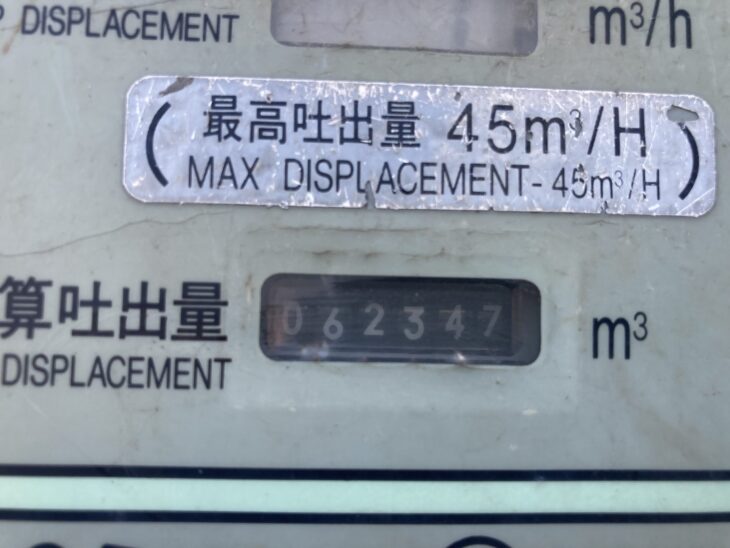 DISPLACEMENT
m³/h
(最高吐出量 45m³/H
MAX DISPLACEMENT - 45m³/H)
算吐出量
062347
m³
DISPLACEMENT